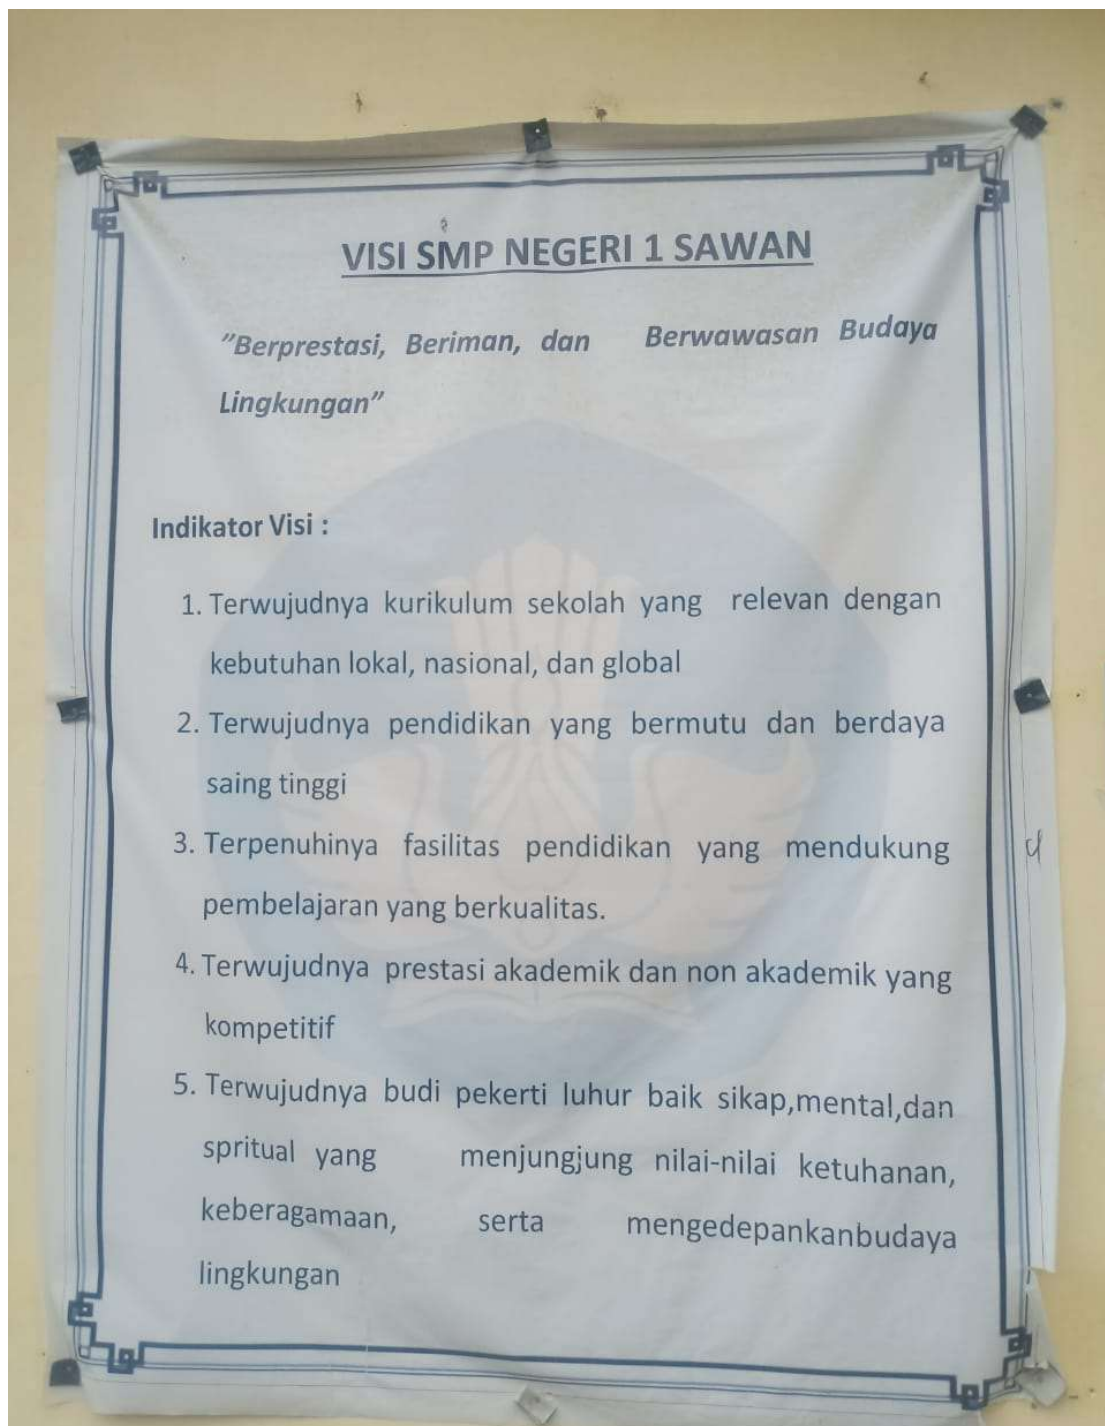 VISI SMP NEGERI 1 SAWAN
"Berprestasi, Beriman, dan Berwawasan Budaya
Lingkungan"
Indikator Visi :
1. Terwujudnya kurikulum sekolah yang relevan dengan
kebutuhan lokal, nasional, dan global
2. Terwujudnya pendidikan yang bermutu dan berdaya
saing tinggi
3. Terpenuhinya fasilitas pendidikan yang mendukung
pembelajaran yang berkualitas.
4. Terwujudnya prestasi akademik dan non akademik yang
kompetitif
5. Terwujudnya budi pekerti luhur baik sikap,mental,dan
spritual yang menjungjung nilai-nilai ketuhanan,
keberagamaan, serta mengedepankanbudaya
lingkungan